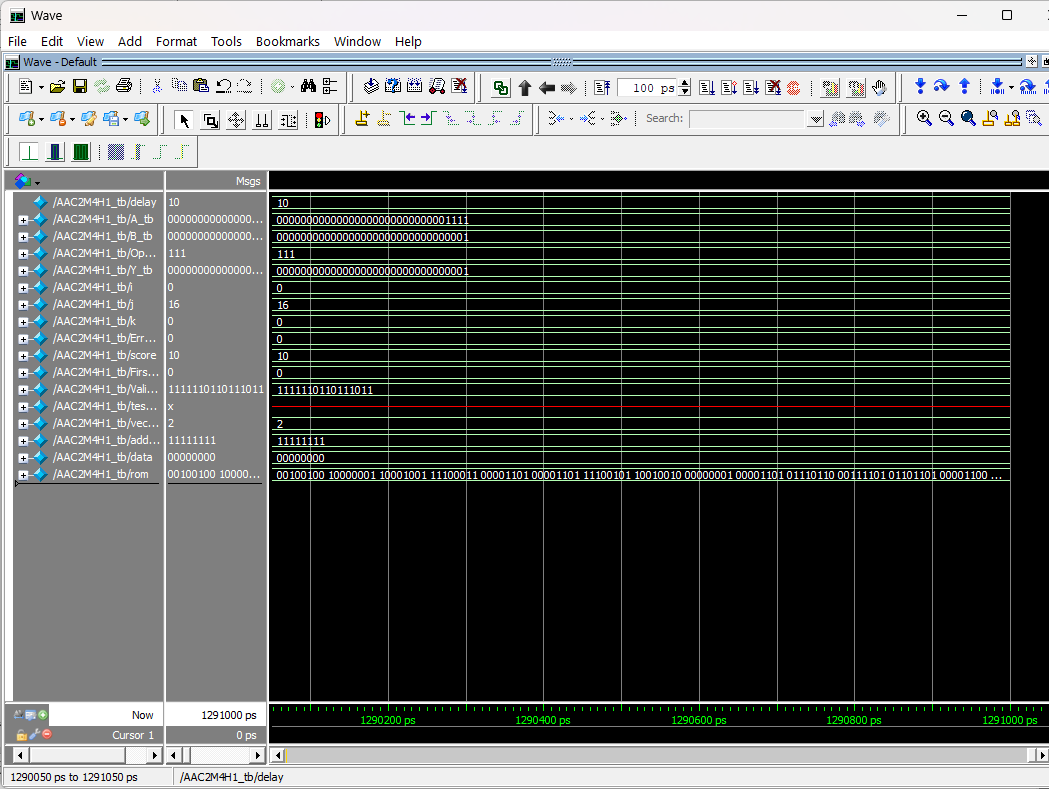 Wave
File Edit View Add Format Tools Bookmarks Window Help
Wave - Default
100 ps
Search:
Msgs
/AAC2M4H1_tb/delay 10 10
/AAC2M4H1_tb/A_tb 00000000000000... 00000000000000000000000000001111
/AAC2M4H1_tb/B_tb 00000000000000... 00000000000000000000000000000001
/AAC2M4H1_tb/Op... 111 111
/AAC2M4H1_tb/Y_tb 00000000000000... 00000000000000000000000000000001
/AAC2M4H1_tb/i 0 0
/AAC2M4H1_tb/j 16 16
/AAC2M4H1_tb/k 0 0
/AAC2M4H1_tb/Err... 0 0
/AAC2M4H1_tb/score 10 10
/AAC2M4H1_tb/Firs... 0 0
/AAC2M4H1_tb/Vali... 1111110110111011 1111110110111011
/AAC2M4H1_tb/tes... x
/AAC2M4H1_tb/vec... 2 2
/AAC2M4H1_tb/add... 11111111 11111111
/AAC2M4H1_tb/data 00000000 00000000
/AAC2M4H1_tb/rom 00100100 10000... 00100100 10000001 10001001 11100011 00001101 00001101 11100101 10010010 00000001 00001101 01110110 00111101 01101101 00001100 ...
Now 1291000 ps 1290200 ps 1290400 ps 1290600 ps 1290800 ps 1291000 ps
Cursor 1 0 ps
1290050 ps to 1291050 ps /AAC2M4H1_tb/delay